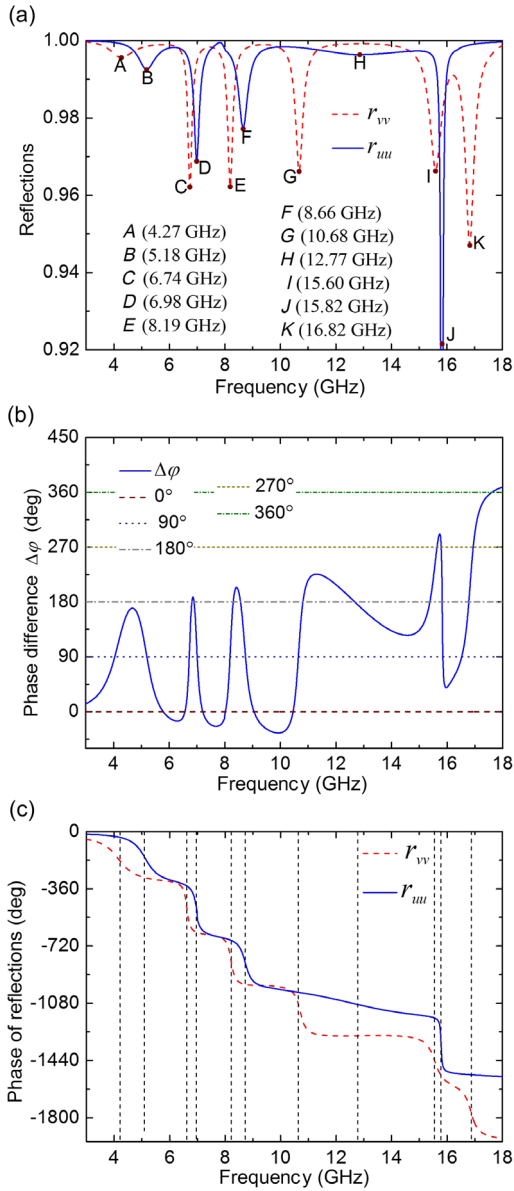 (a)
1.00
0.98
0.96
0.94
0.92
Reflections
A
B
C
D
E
F
G
H
I
J
K
r_vv
r_uu
A (4.27 GHz)
B (5.18 GHz)
C (6.74 GHz)
D (6.98 GHz)
E (8.19 GHz)
F (8.66 GHz)
G (10.68 GHz)
H (12.77 GHz)
I (15.60 GHz)
J (15.82 GHz)
K (16.82 GHz)
4 6 8 10 12 14 16 18
Frequency (GHz)
(b)
450
360
270
180
90
0
Phase difference Δφ (deg)
Δφ
0°
90°
180°
270°
360°
4 6 8 10 12 14 16 18
Frequency (GHz)
(c)
0
-360
-720
-1080
-1440
-1800
Phase of reflections (deg)
r_vv
r_uu
4 6 8 10 12 14 16 18
Frequency (GHz)